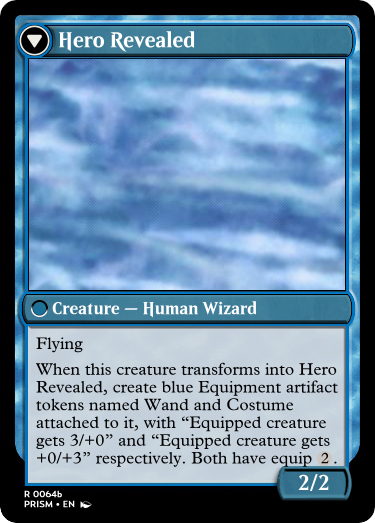 Hero Revealed
Creature — Human Wizard
Flying
When this creature transforms into Hero
Revealed, create blue Equipment artifact
tokens named Wand and Costume
attached to it, with “Equipped creature
gets 3/+0” and “Equipped creature gets
+0/+3” respectively. Both have equip 2.
2/2
R 0064b
PRISM • EN